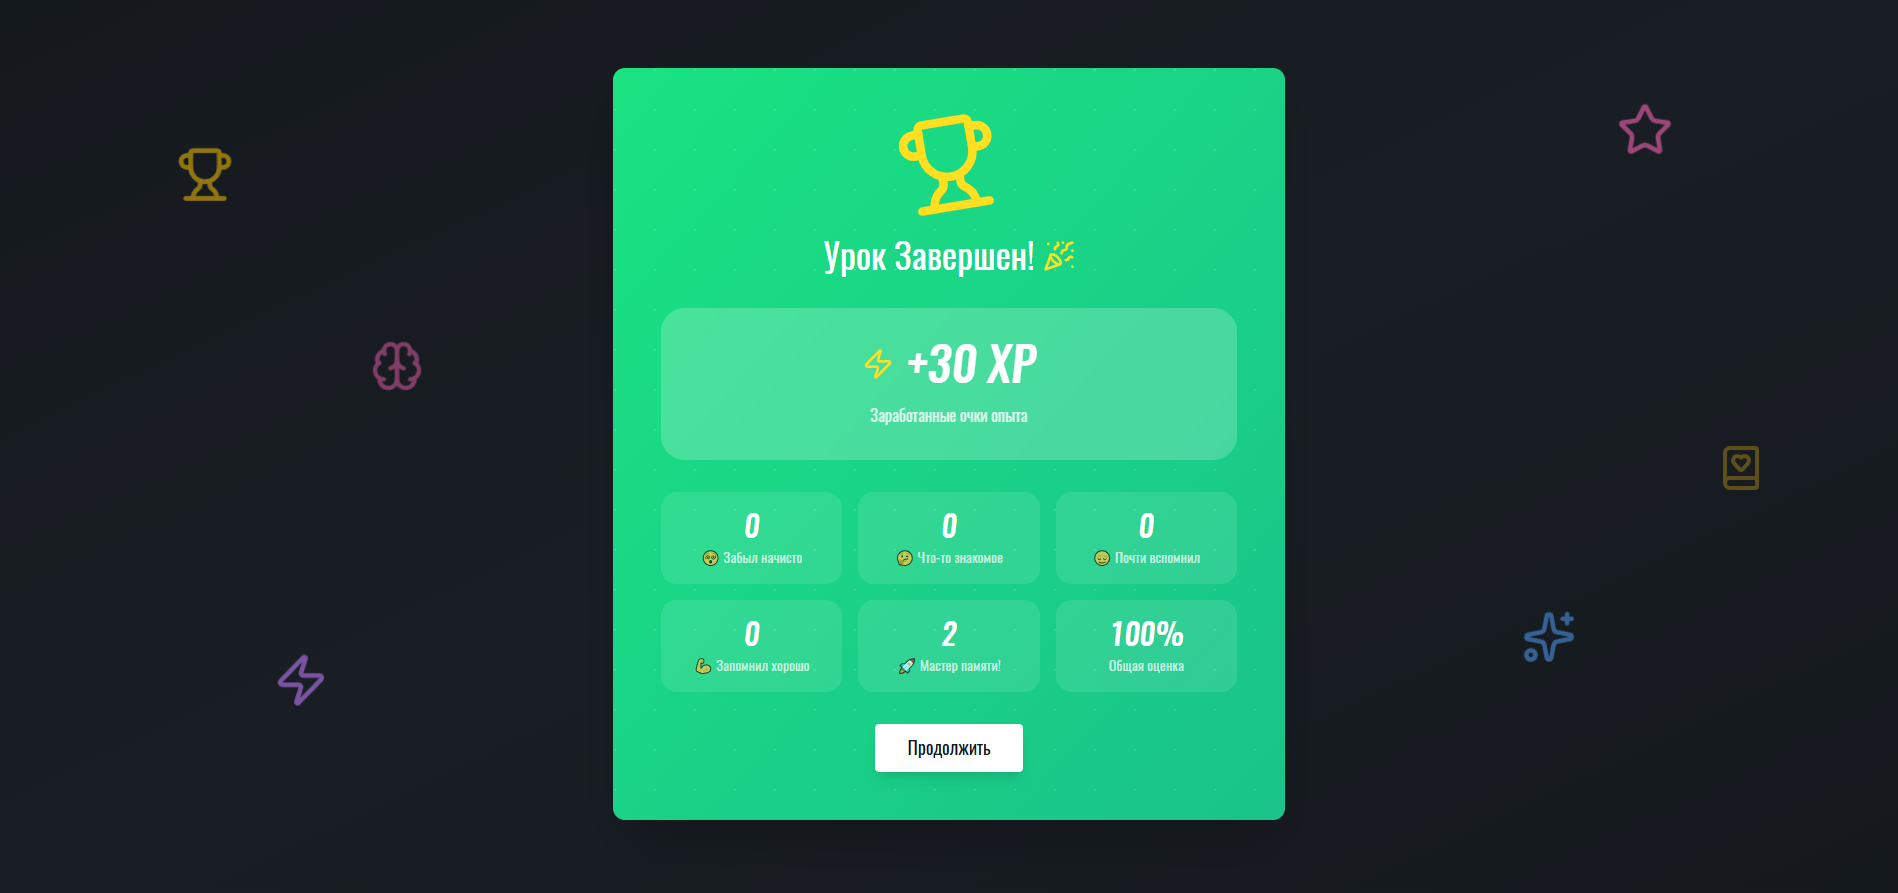 Урок Завершен!
+30 XP
Заработанные очки опыта
0
Забыл начисто
0
Что-то знакомое
0
Почти вспомнил
0
Запомнил хорошо
2
Мастер памяти!
100%
Общая оценка
Продолжить